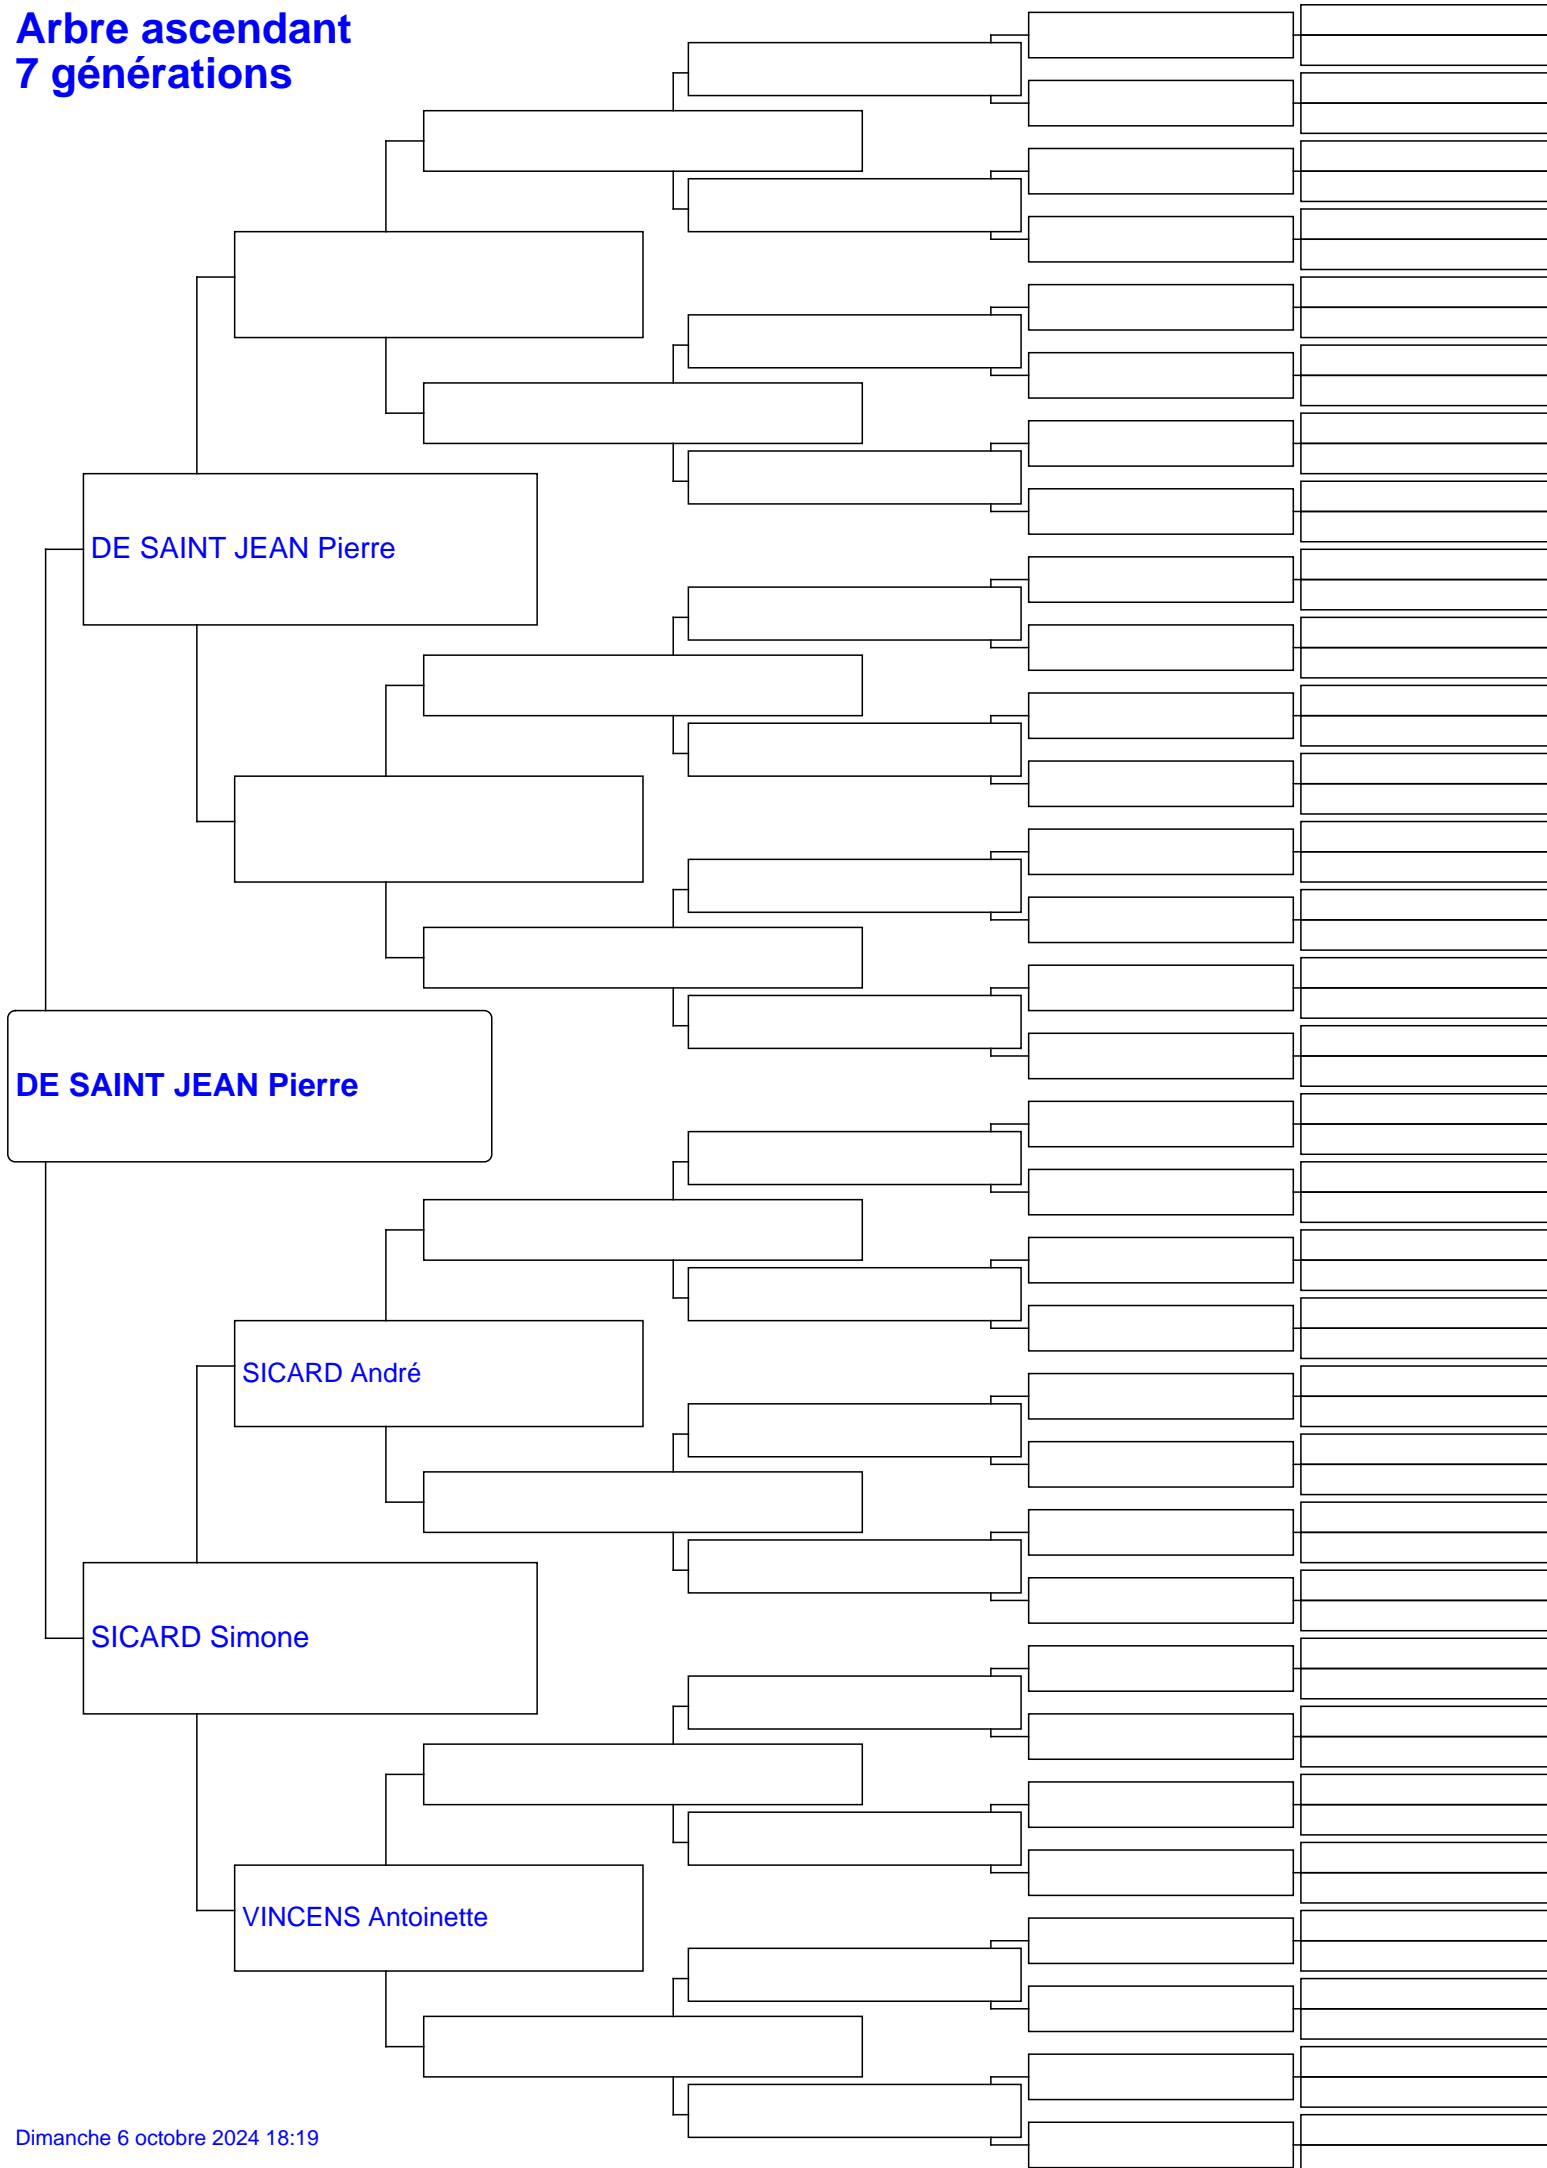 Arbre ascendant
7 générations
DE SAINT JEAN Pierre
DE SAINT JEAN Pierre
SICARD André
SICARD Simone
VINCENS Antoinette
Dimanche 6 octobre 2024 18:19